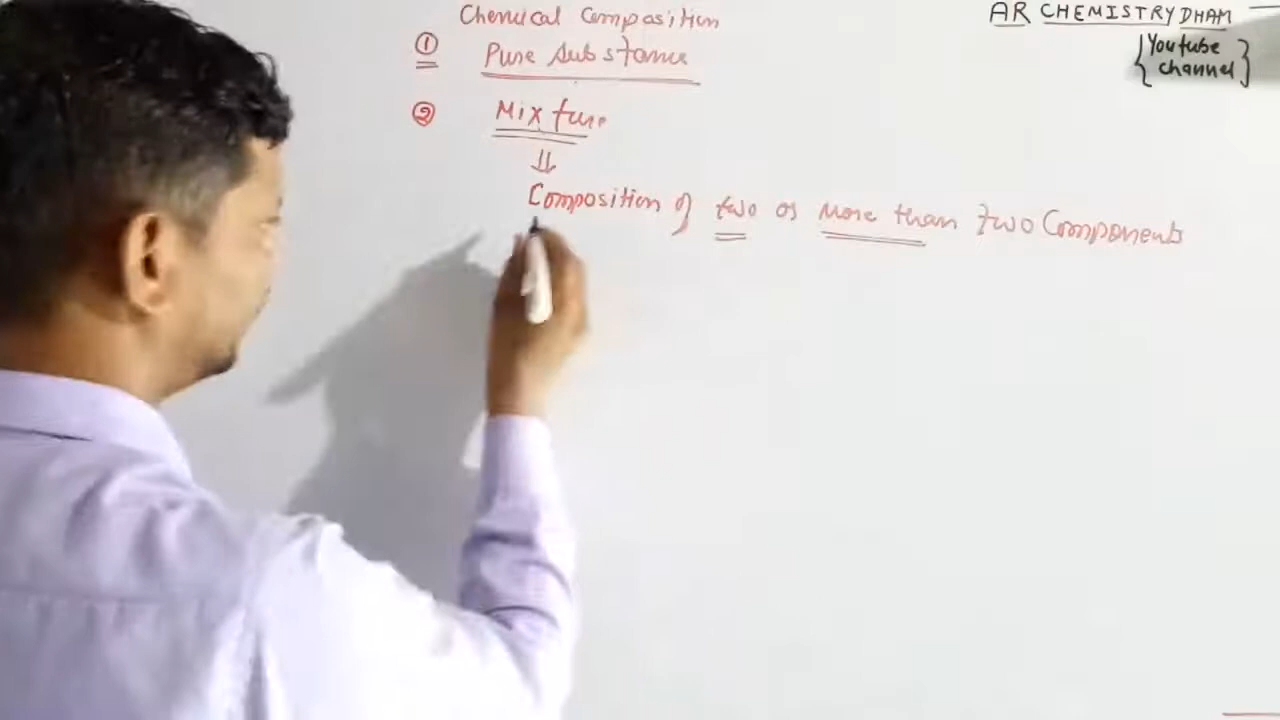 Chemical Composition
① Pure Substance
② Mixture
⇓
Composition of two or more than two Components
AR CHEMISTRY DHAM
{Youtube
channel}